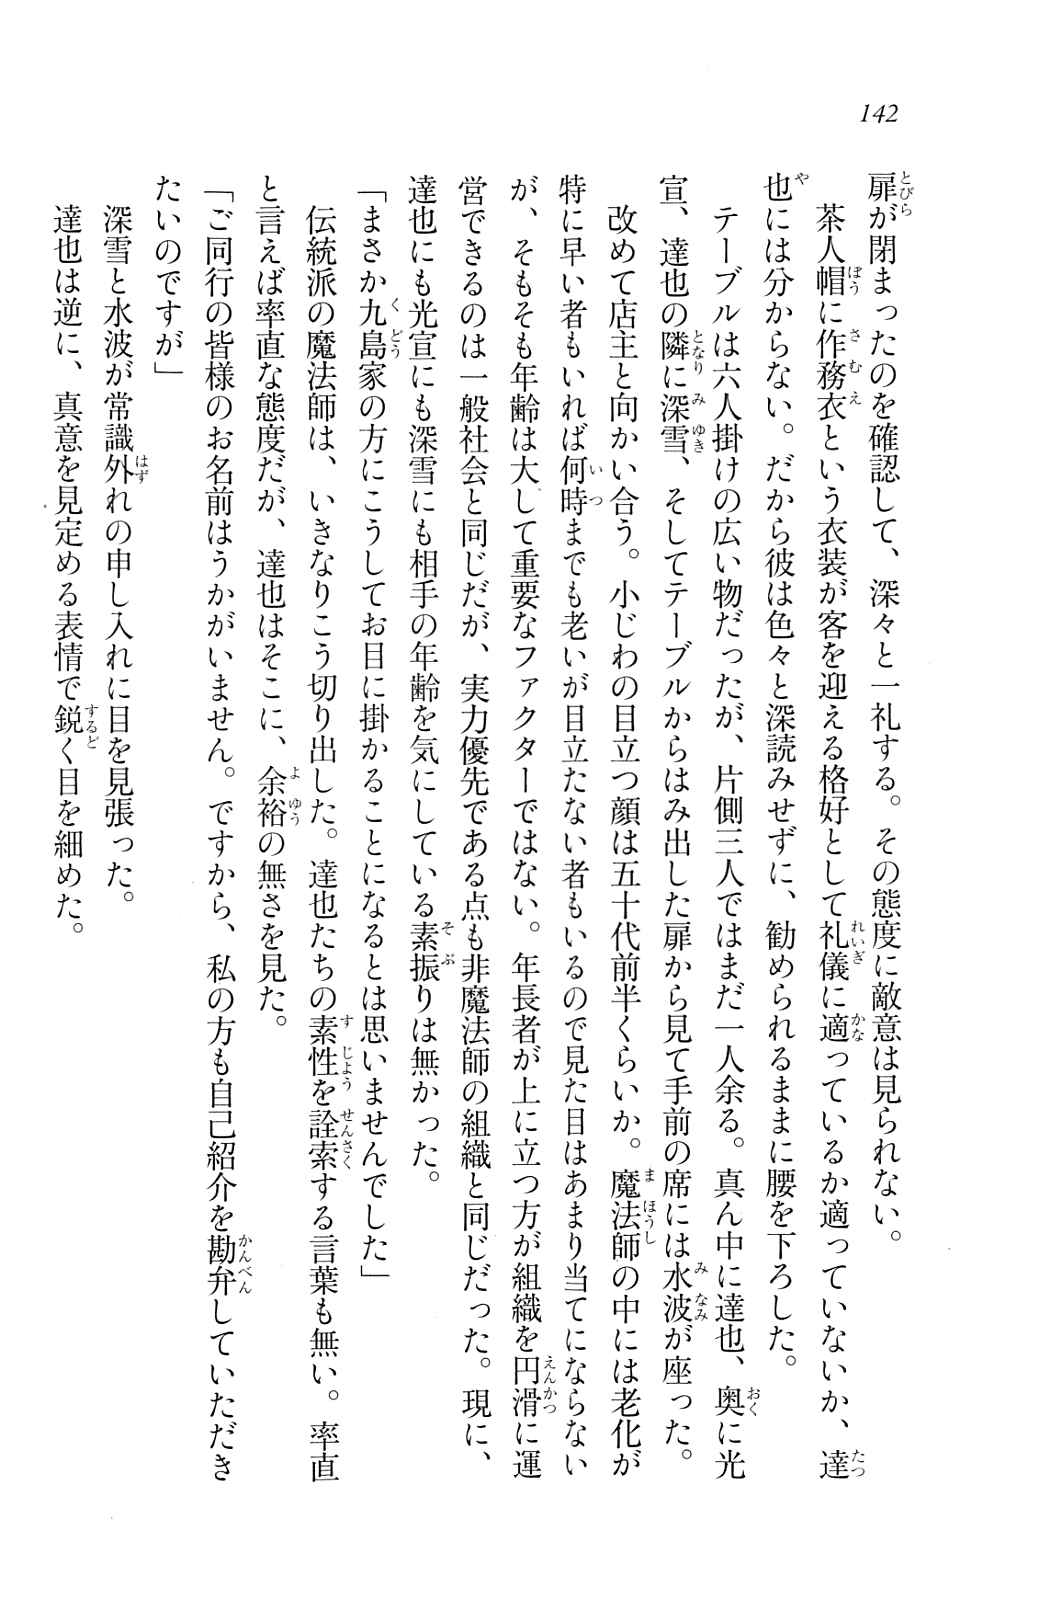 142
扉が閉まったのを確認して、深々と一礼する。その態度に敵意は見られない。
茶人帽に作務衣という衣装が客を迎える格好として礼儀に適っているか適っていないか、達
也には分からない。だから彼は色々と深読みせずに、勧められるままに腰を下ろした。
テーブルは六人掛けの広い物だったが、片側三人ではまだ一人余る。真ん中に達也、奥に光
宣、達也の隣に深雪、そしてテーブルからはみ出した扉から見て手前の席には水波が座った。
改めて店主と向かい合う。小じわの目立つ顔は五十代前半くらいか。魔法師の中には老化が
特に早い者もいれば何時までも老いが目立たない者もいるので見た目はあまり当てにならない
が、そもそも年齢は大して重要なファクターではない。年長者が上に立つ方が組織を円滑に運
営できるのは一般社会と同じだが、実力優先である点も非魔法師の組織と同じだった。現に、
達也にも光宣にも深雪にも相手の年齢を気にしている素振りは無かった。
「まさか九島家の方にこうしてお目に掛かることになるとは思いませんでした」
伝統派の魔法師は、いきなりこう切り出した。達也たちの素性を詮索する言葉も無い。率直
と言えば率直な態度だが、達也はそこに、余裕の無さを見た。
「ご同行の皆様のお名前はうかがいません。ですから、私の方も自己紹介を勘弁していただき
たいのですが」
深雪と水波が常識外れの申し入れに目を見張った。
達也は逆に、真意を見定める表情で鋭く目を細めた。